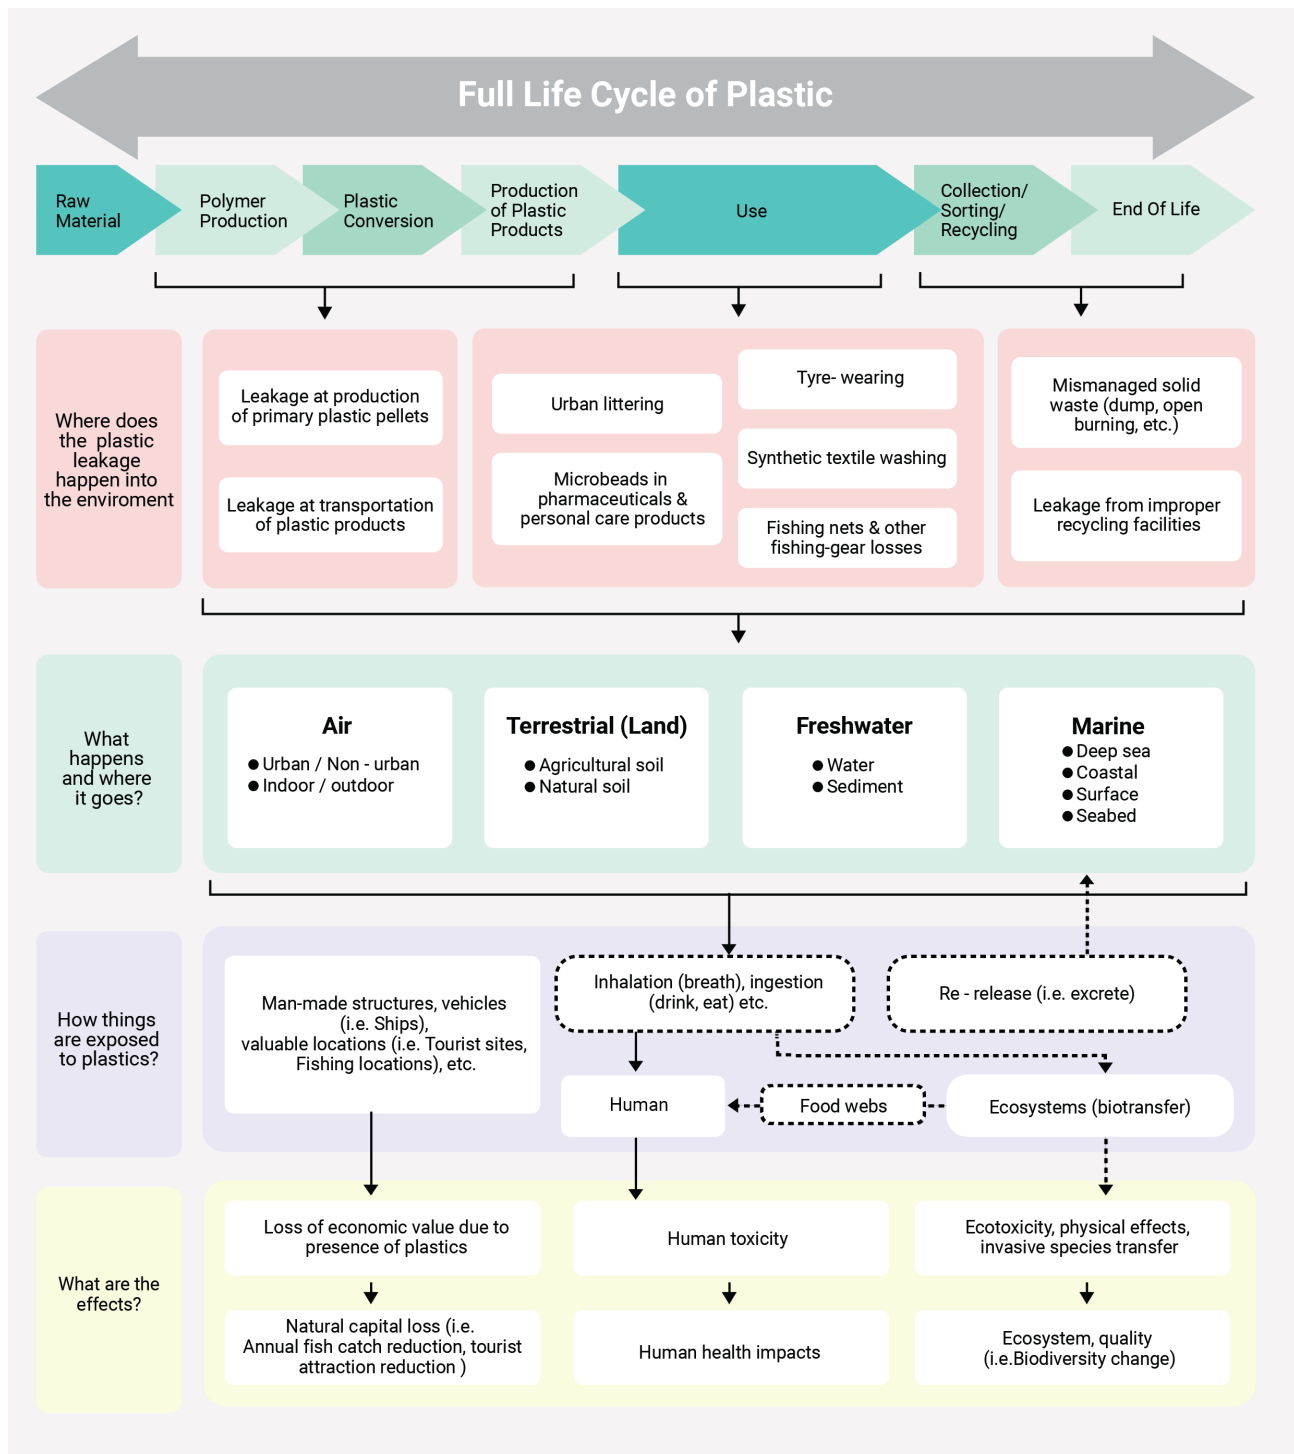 Full Life Cycle of Plastic
Raw
Material
Polymer
Production
Plastic
Conversion
Production
of Plastic
Products
Use
Collection/
Sorting/
Recycling
End Of Life
Where does
the plastic
leakage
happen into
the enviroment
Leakage at production
of primary plastic pellets
Leakage at transportation
of plastic products
Urban littering
Microbeads in
pharmaceuticals &
personal care products
Tyre- wearing
Synthetic textile washing
Fishing nets & other
fishing-gear losses
Mismanaged solid
waste (dump, open
burning, etc.)
Leakage from improper
recycling facilities
What
happens
and where
it goes?
Air
● Urban / Non - urban
● Indoor / outdoor
Terrestrial (Land)
● Agricultural soil
● Natural soil
Freshwater
● Water
● Sediment
Marine
● Deep sea
● Coastal
● Surface
● Seabed
How things
are exposed
to plastics?
Man-made structures, vehicles
(i.e. Ships),
valuable locations (i.e. Tourist sites,
Fishing locations), etc.
Inhalation (breath), ingestion
(drink, eat) etc.
Re - release (i.e. excrete)
Human
Food webs
Ecosystems (biotransfer)
What are the
effects?
Loss of economic value due to
presence of plastics
Human toxicity
Ecotoxicity, physical effects,
invasive species transfer
Natural capital loss (i.e.
Annual fish catch reduction, tourist
attraction reduction )
Human health impacts
Ecosystem, quality
(i.e.Biodiversity change)